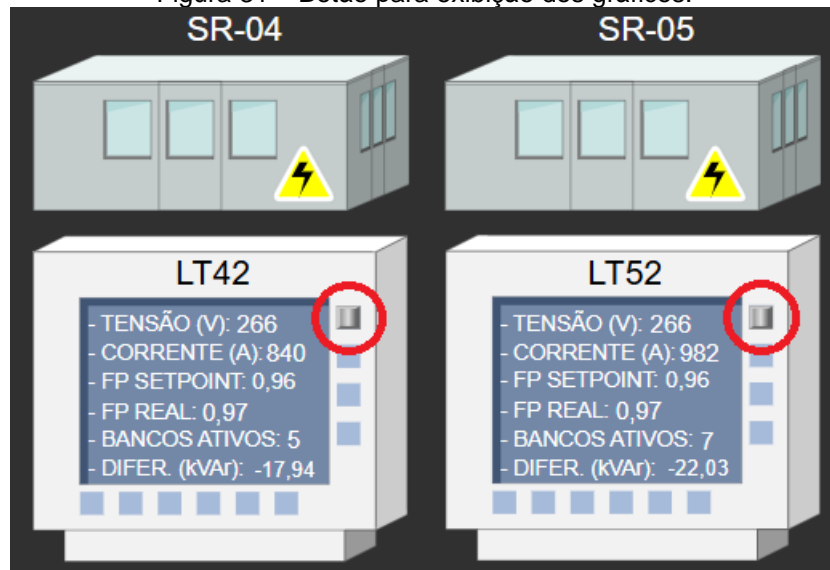 SR-04
SR-05
LT42
- TENSÃO (V): 266
- CORRENTE (A): 840
- FP SETPOINT: 0,96
- FP REAL: 0,97
- BANCOS ATIVOS: 5
- DIFER. (kVAr): -17,94
LT52
- TENSÃO (V): 266
- CORRENTE (A): 982
- FP SETPOINT: 0,96
- FP REAL: 0,97
- BANCOS ATIVOS: 7
- DIFER. (kVAr): -22,03